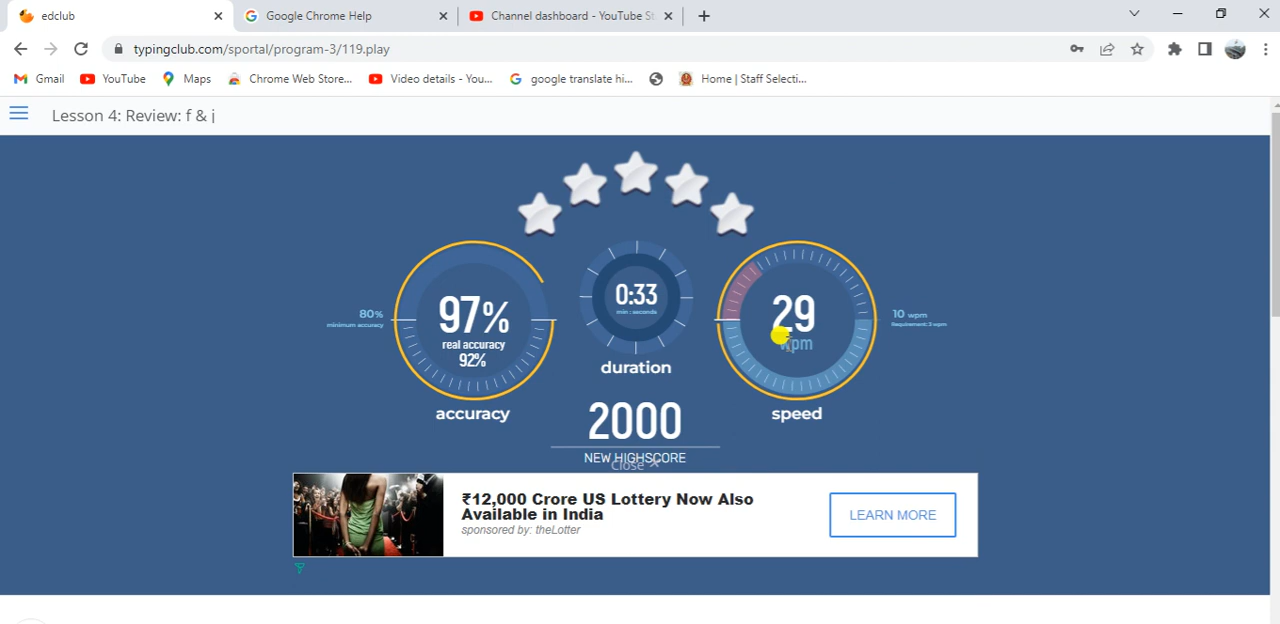 edclub
Google Chrome Help
Channel dashboard - YouTube St
typingclub.com/sportal/program-3/119.play
Gmail
YouTube
Maps
Chrome Web Store...
Video details - You...
google translate hi...
Home | Staff Selecti...
Lesson 4: Review: f & j
80%
minimum accuracy
97%
real accuracy
92%
accuracy
0:33
min : seconds
duration
29
wpm
speed
10 wpm
Requirement: 3 wpm
2000
NEW HIGHSCORE
Close ×
₹12,000 Crore US Lottery Now Also
Available in India
sponsored by: theLotter
LEARN MORE